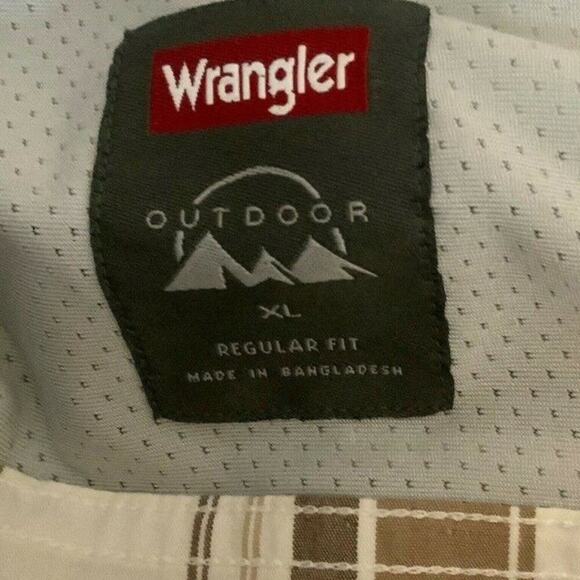 Wrangler
OUTDOOR
XL
REGULAR FIT
MADE IN BANGLADESH